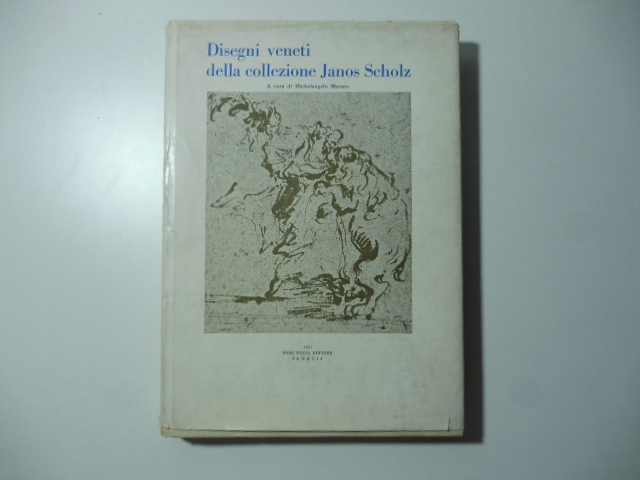 Disegni veneti
della collezione Janos Scholz
A cura di Michelangelo Muraro
NERI POZZA EDITORE
VENEZIA